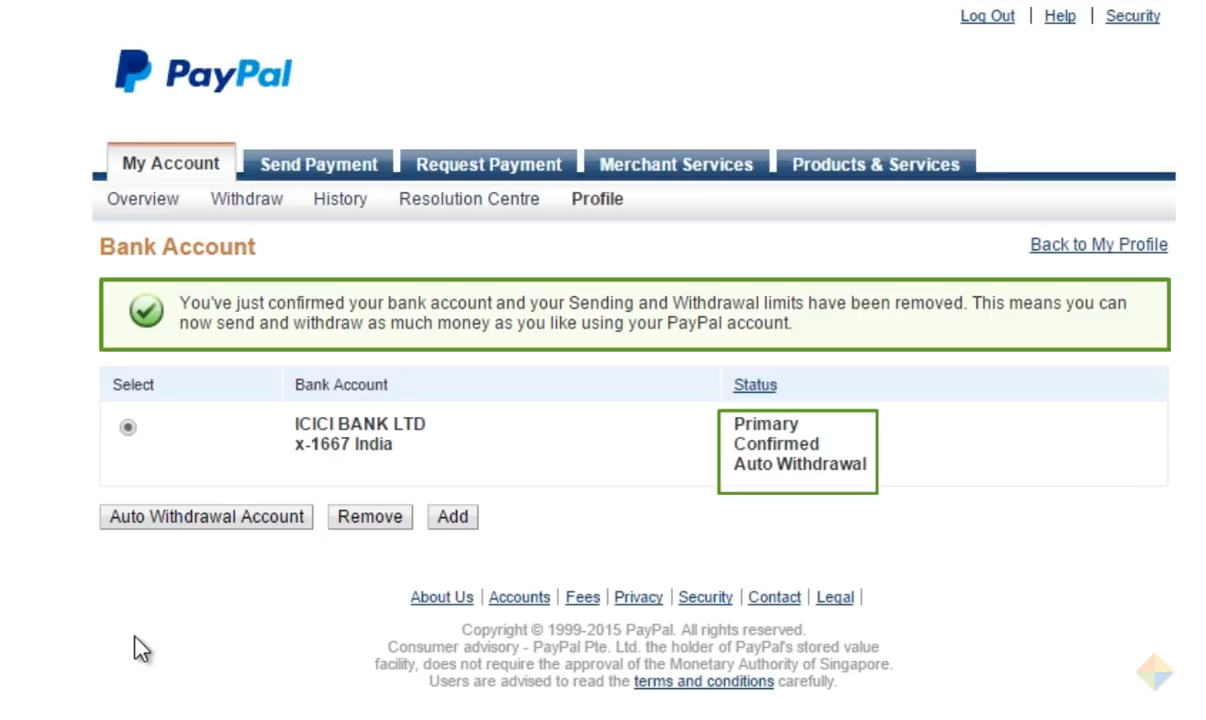 Log Out | Help | Security
PayPal
My Account Send Payment Request Payment Merchant Services Products & Services
Overview Withdraw History Resolution Centre Profile
Bank Account Back to My Profile
You've just confirmed your bank account and your Sending and Withdrawal limits have been removed. This means you can
now send and withdraw as much money as you like using your PayPal account.
Select Bank Account Status
ICICI BANK LTD Primary
x-1667 India Confirmed
Auto Withdrawal
Auto Withdrawal Account Remove Add
About Us | Accounts | Fees | Privacy | Security | Contact | Legal |
Copyright © 1999-2015 PayPal. All rights reserved.
Consumer advisory - PayPal Pte. Ltd. the holder of PayPal's stored value
facility, does not require the approval of the Monetary Authority of Singapore.
Users are advised to read the terms and conditions carefully.